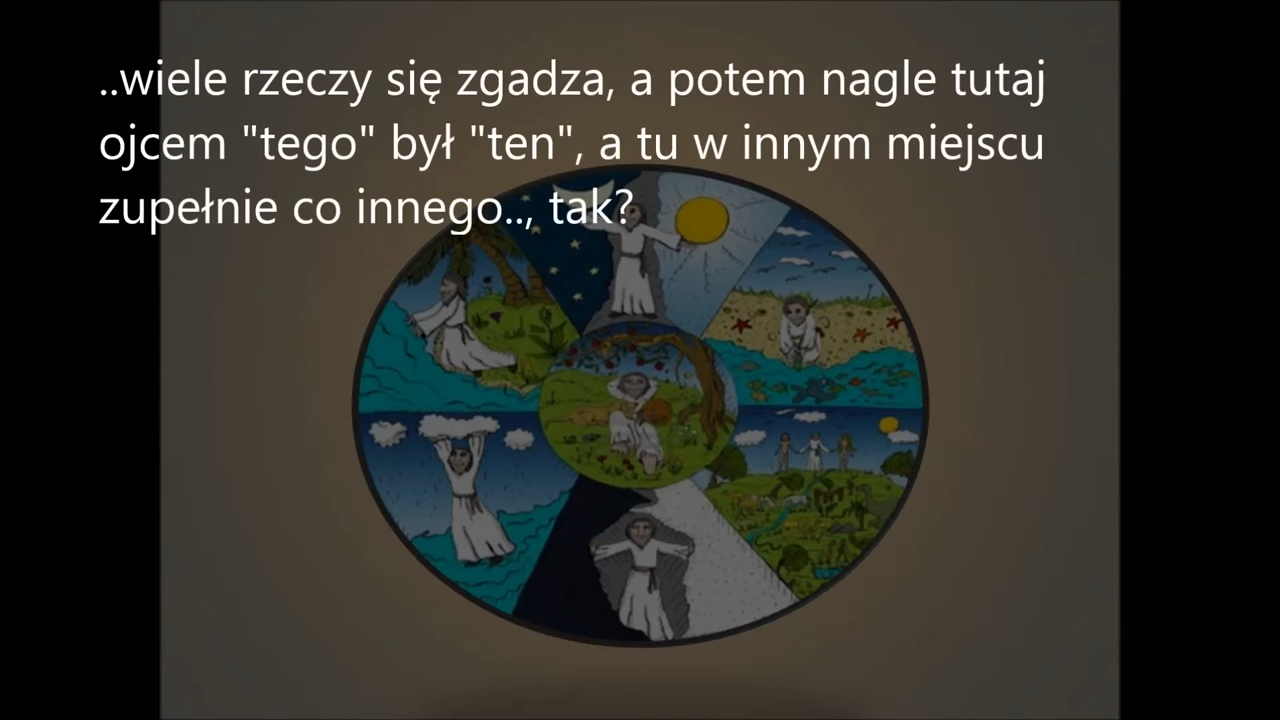 ..wiele rzeczy się zgadza, a potem nagle tutaj
ojcem "tego" był "ten", a tu w innym miejscu
zupełnie co innego.., tak?